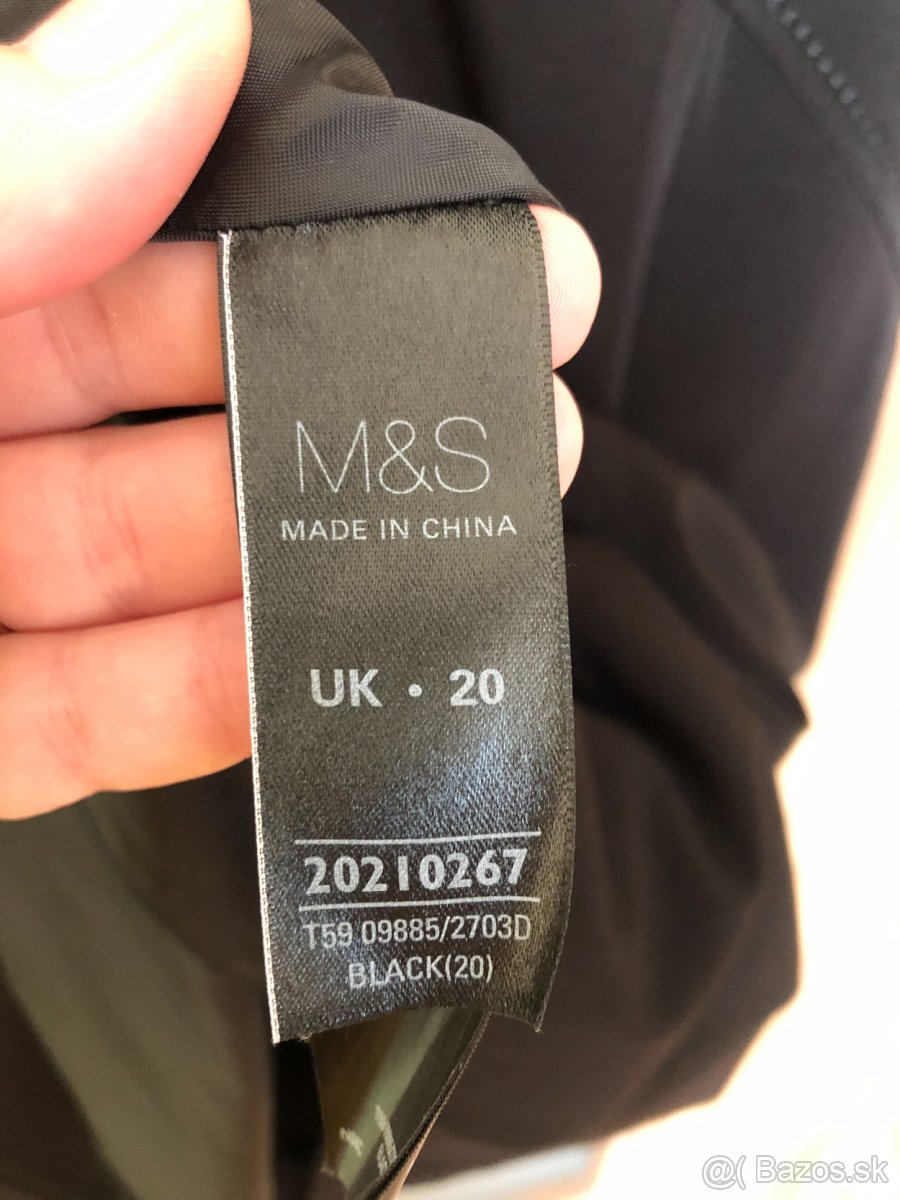 M&S
MADE IN CHINA
UK • 20
20210267
T59 09885/2703D
BLACK(20)
@( Bazos.sk